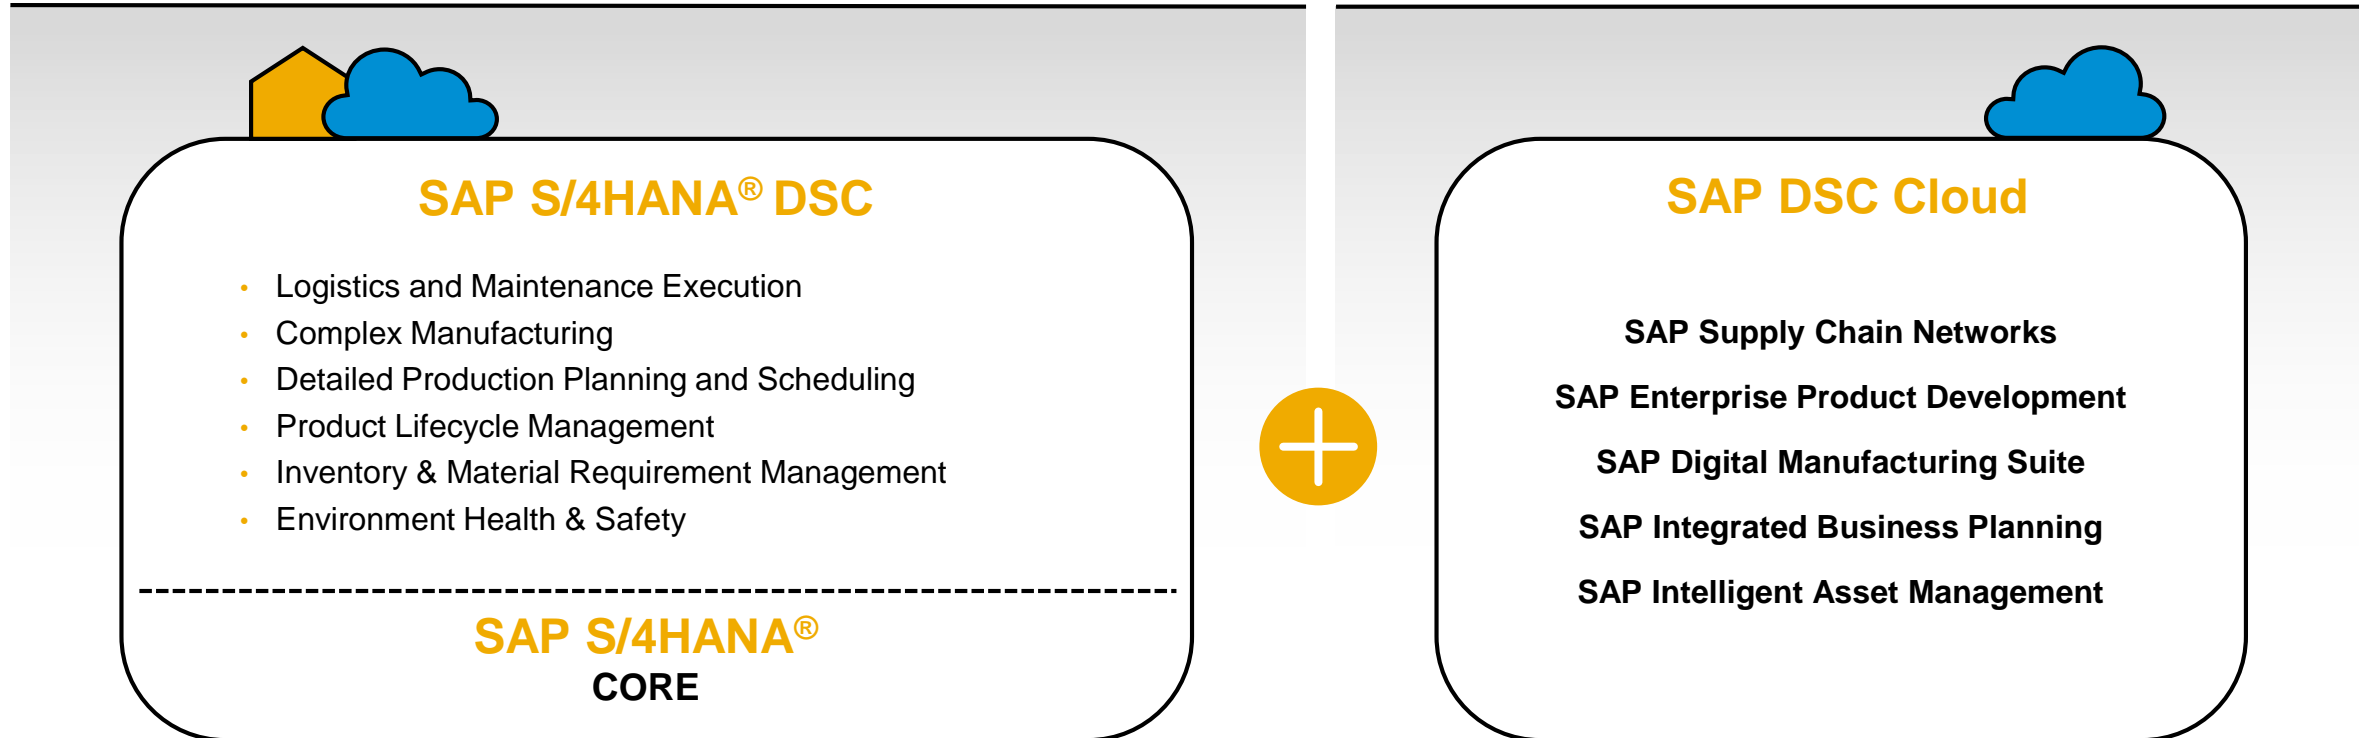 SAP S/4HANA® DSC
• Logistics and Maintenance Execution
• Complex Manufacturing
• Detailed Production Planning and Scheduling
• Product Lifecycle Management
• Inventory & Material Requirement Management
• Environment Health & Safety
SAP S/4HANA®
CORE
SAP DSC Cloud
SAP Supply Chain Networks
SAP Enterprise Product Development
SAP Digital Manufacturing Suite
SAP Integrated Business Planning
SAP Intelligent Asset Management